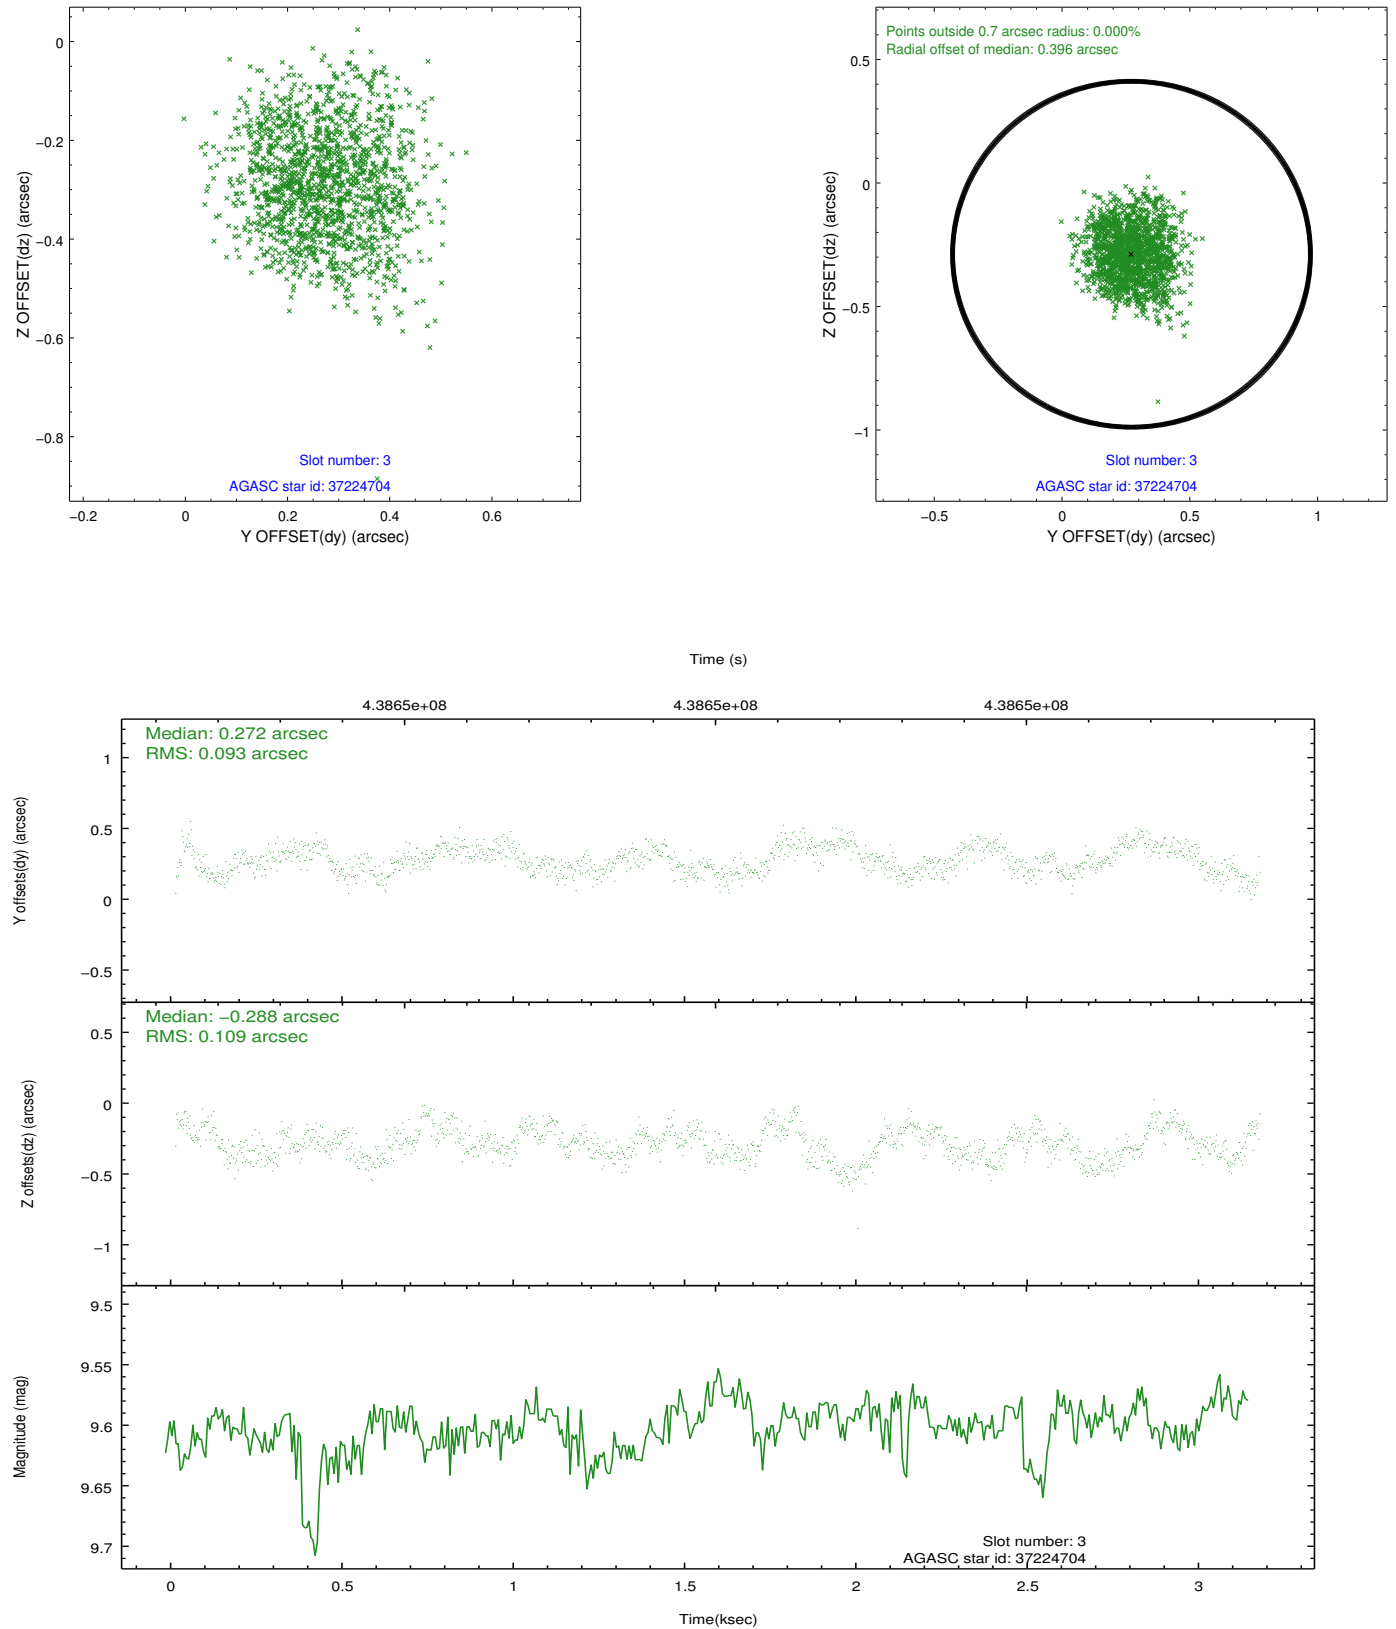 0
−0.2
−0.4
−0.6
−0.8
Z OFFSET(dz) (arcsec)
Slot number: 3
AGASC star id: 37224704
−0.2
0
0.2
0.4
0.6
Y OFFSET(dy) (arcsec)
Points outside 0.7 arcsec radius: 0.000%
Radial offset of median: 0.396 arcsec
0.5
0
−0.5
−1
Z OFFSET(dz) (arcsec)
Slot number: 3
AGASC star id: 37224704
−0.5
0
0.5
1
Y OFFSET(dy) (arcsec)
Time (s)
4.3865e+08
4.3865e+08
4.3865e+08
Median: 0.272 arcsec
RMS: 0.093 arcsec
1
0.5
0
−0.5
Y offsets(dy) (arcsec)
Median: −0.288 arcsec
RMS: 0.109 arcsec
0.5
0
−0.5
−1
Z offsets(dz) (arcsec)
9.5
9.55
9.6
9.65
9.7
Magnitude (mag)
Slot number: 3
AGASC star id: 37224704
0
0.5
1
1.5
2
2.5
3
Time(ksec)